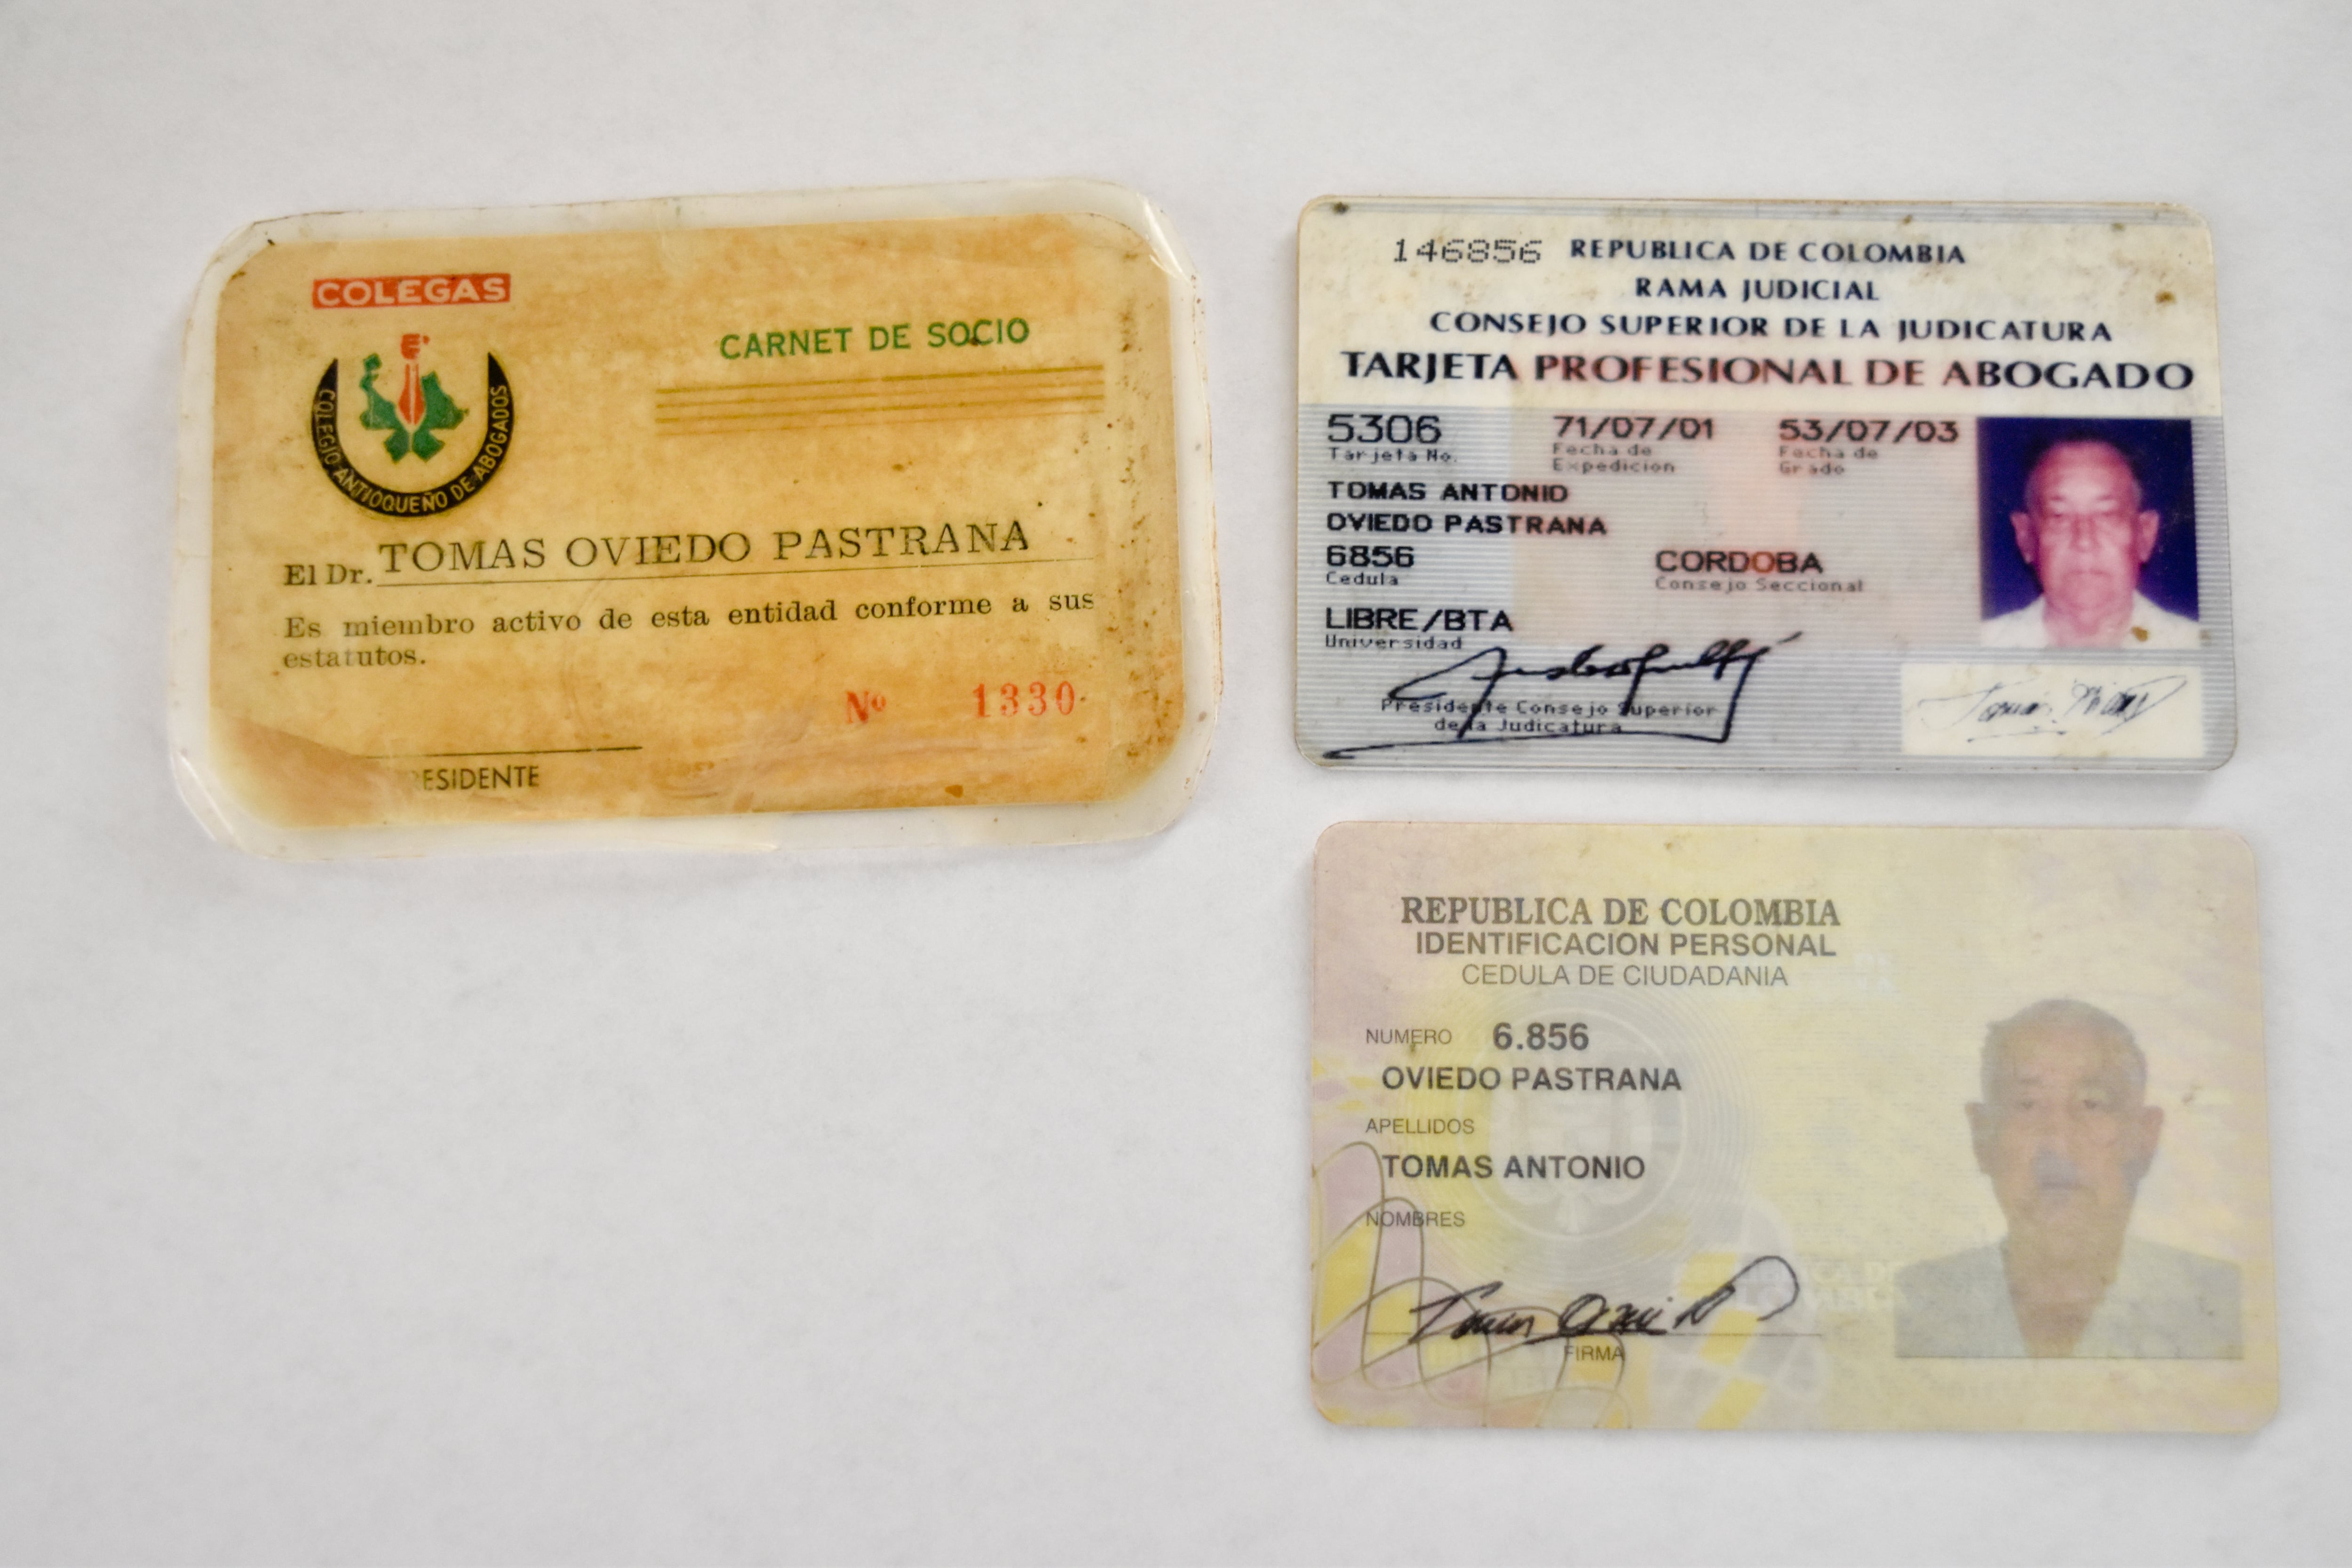 COLEGAS
CARNET DE SOCIO
COLEGIO ANTIOQUEÑO DE ABOGADOS
El Dr. TOMAS OVIEDO PASTRANA
Es miembro activo de esta entidad conforme a sus
estatutos.
Nº 1330
RESIDENTE
146856 REPUBLICA DE COLOMBIA
RAMA JUDICIAL
CONSEJO SUPERIOR DE LA JUDICATURA
TARJETA PROFESIONAL DE ABOGADO
5306 71/07/01 53/07/03
Tarjeta No. Fecha de Expedicion Fecha de Grado
TOMAS ANTONIO
OVIEDO PASTRANA
6856 CORDOBA
Cedula Consejo Seccional
LIBRE/BTA
Universidad
Presidente Consejo Superior
de la Judicatura
REPUBLICA DE COLOMBIA
IDENTIFICACION PERSONAL
CEDULA DE CIUDADANIA
NUMERO 6.856
OVIEDO PASTRANA
APELLIDOS
TOMAS ANTONIO
NOMBRES
FIRMA